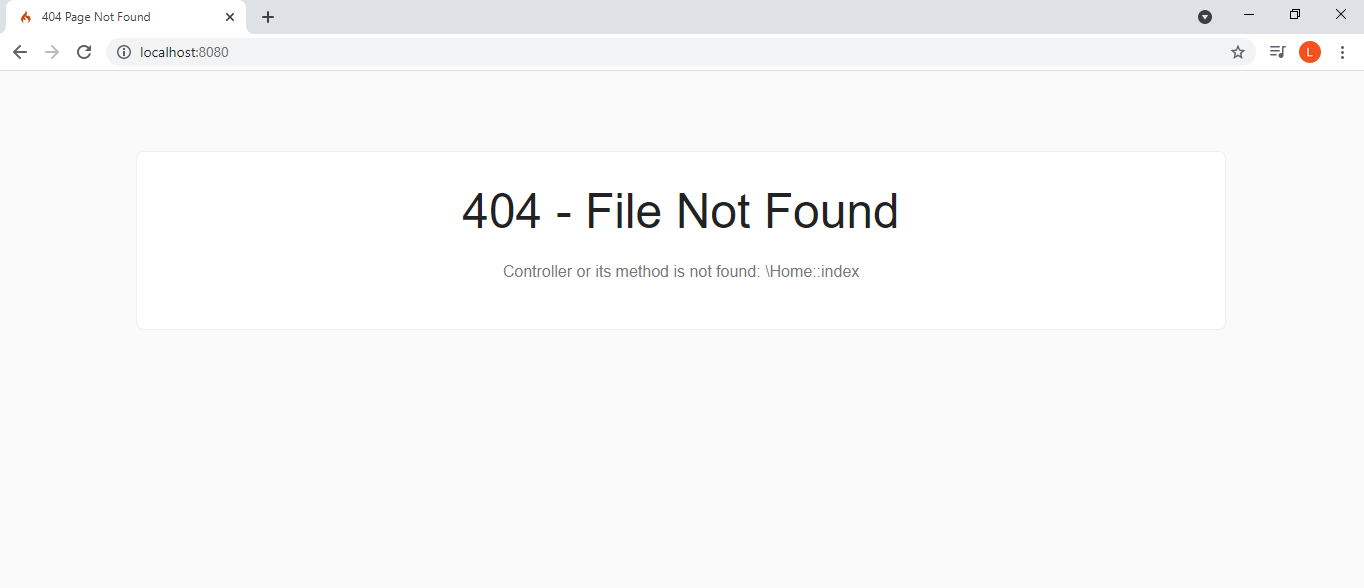 404 Page Not Found
localhost:8080
L
404 - File Not Found
Controller or its method is not found: \Home::index